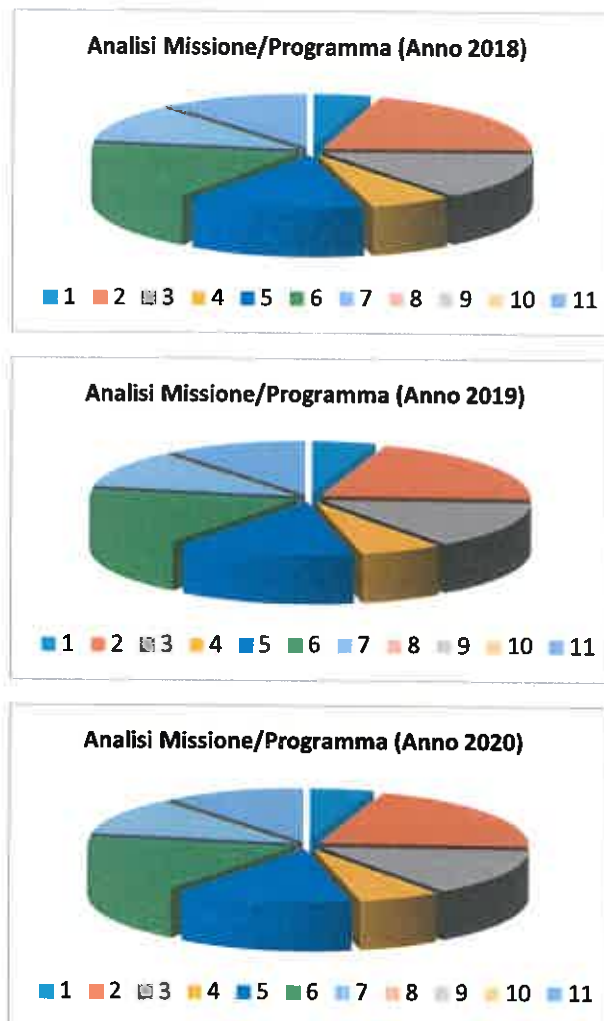 Analisi Missione/Programma (Anno 2018)
1 2 3 4 5 6 7 8 9 10 11
Analisi Missione/Programma (Anno 2019)
1 2 3 4 5 6 7 8 9 10 11
Analisi Missione/Programma (Anno 2020)
1 2 3 4 5 6 7 8 9 10 11